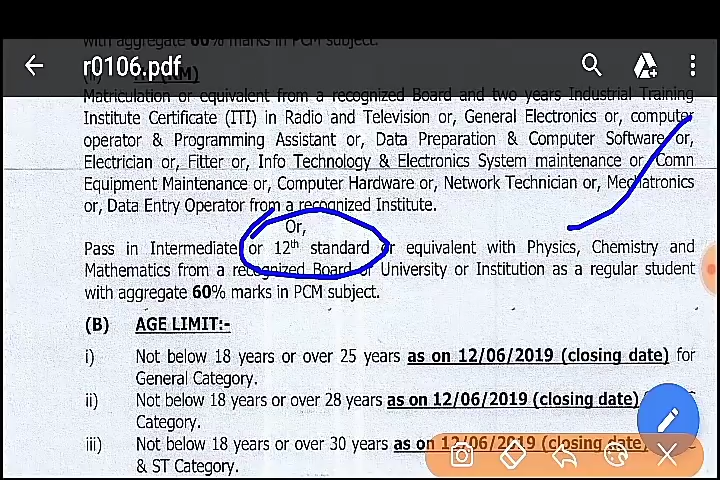 with aggregate 60% marks in PCM subject.
r0106.pdf
Matriculation or equivalent from a recognized Board and two years Industrial Training
Institute Certificate (ITI) in Radio and Television or, General Electronics or, computer
operator & Programming Assistant or, Data Preparation & Computer Software or,
Electrician or, Fitter or, Info Technology & Electronics System maintenance or, Comn
Equipment Maintenance or, Computer Hardware or, Network Technician or, Mechatronics
or, Data Entry Operator from a recognized Institute.
Or,
Pass in Intermediate or 12th standard or equivalent with Physics, Chemistry and
Mathematics from a recognized Board or University or Institution as a regular student
with aggregate 60% marks in PCM subject.
(B) AGE LIMIT:-
i) Not below 18 years or over 25 years as on 12/06/2019 (closing date) for
General Category.
ii) Not below 18 years or over 28 years as on 12/06/2019 (closing date)
Category.
iii) Not below 18 years or over 30 years as on 12/06/2019 (closing date)
& ST Category.